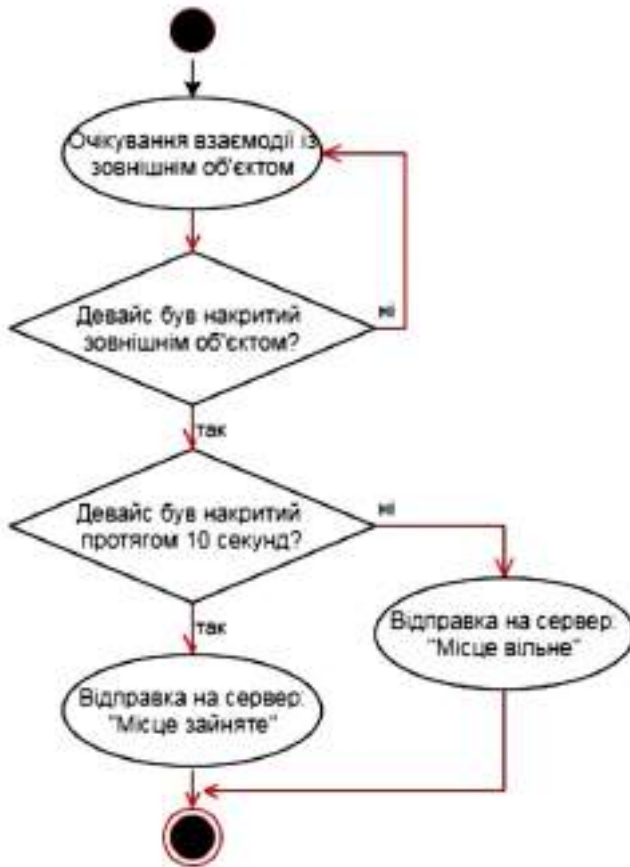 Очікування взаємодії із
зовнішнім об'єктом
Девайс був накритий
зовнішнім об'єктом?
ні
так
Девайс був накритий
протягом 10 секунд?
ні
так
Відправка на сервер:
"Місце вільне"
Відправка на сервер:
"Місце зайняте"